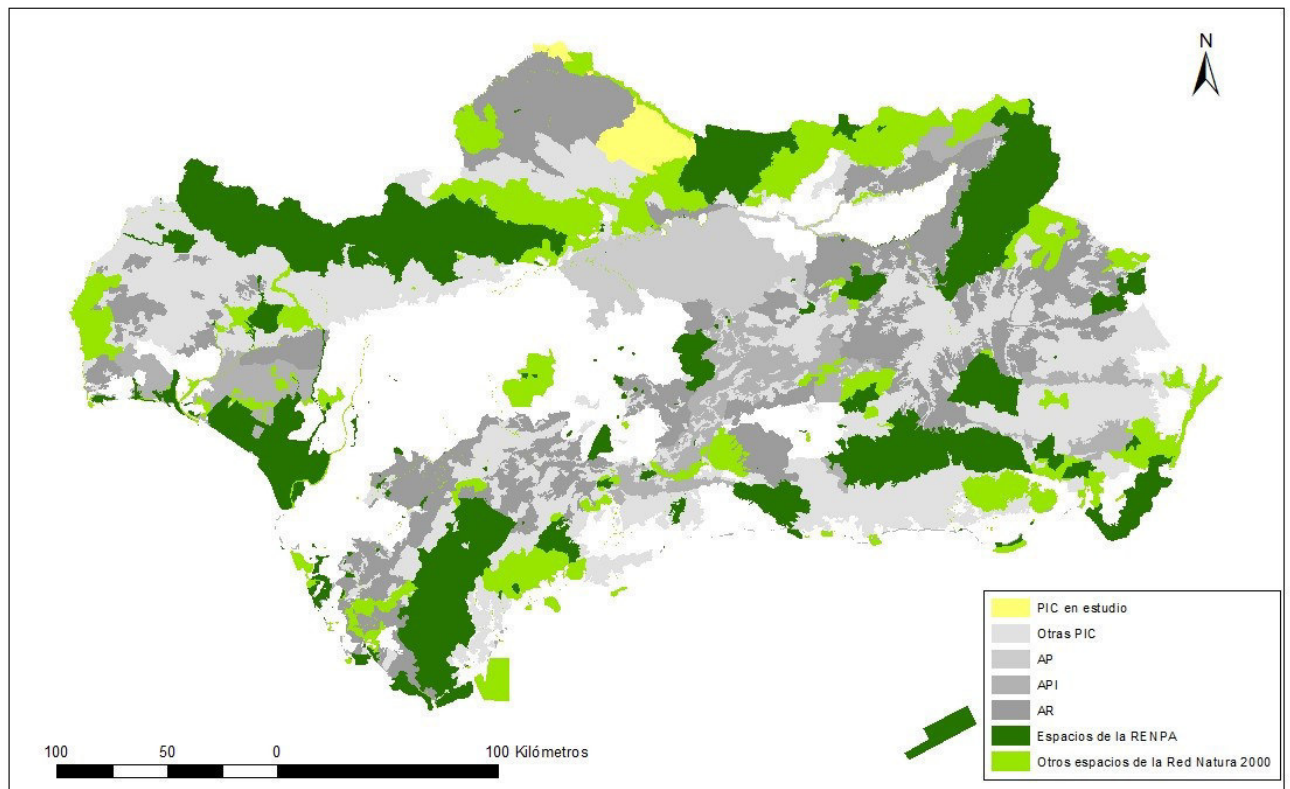 N
PIC en estudio
Otras PIC
AP
API
AR
Espacios de la RENPA
Otros espacios de la Red Natura 2000
100 50 0 100 Kilómetros